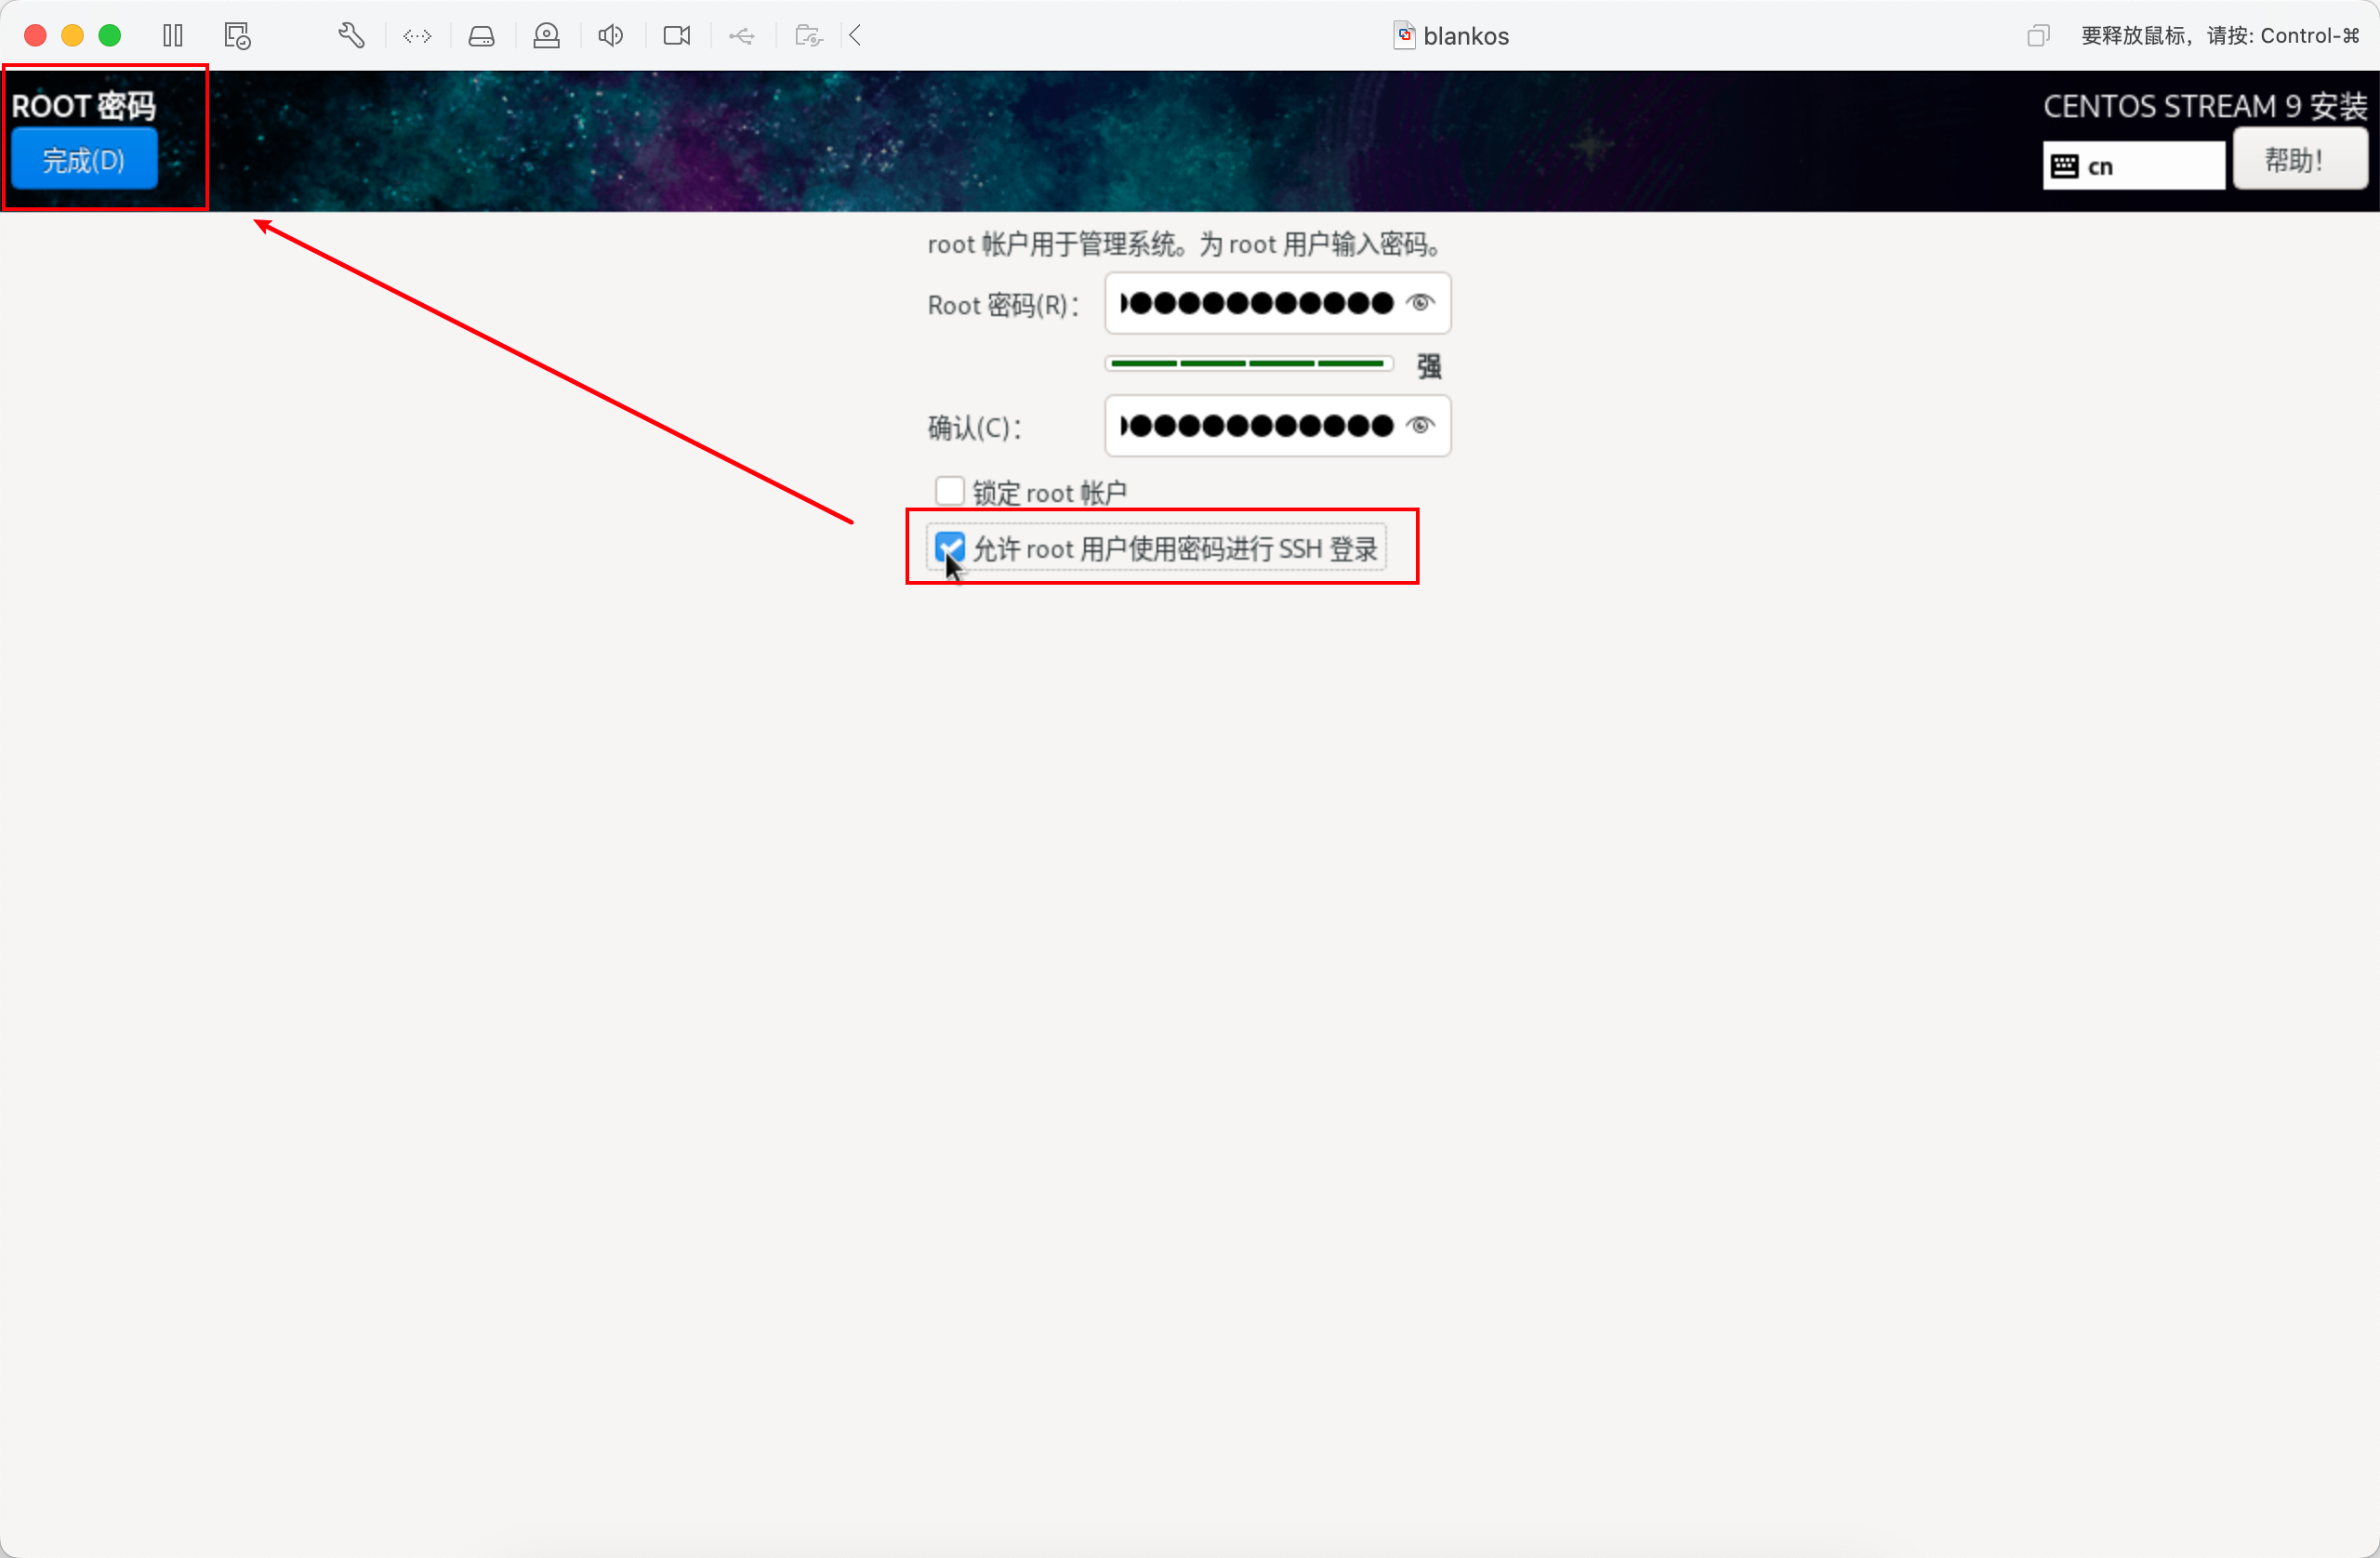 blankos
要释放鼠标，请按: Control-⌘
ROOT 密码
完成(D)
CENTOS STREAM 9 安装
cn
帮助！
root 帐户用于管理系统。为 root 用户输入密码。
Root 密码(R)：
强
确认(C)：
锁定 root 帐户
允许 root 用户使用密码进行 SSH 登录